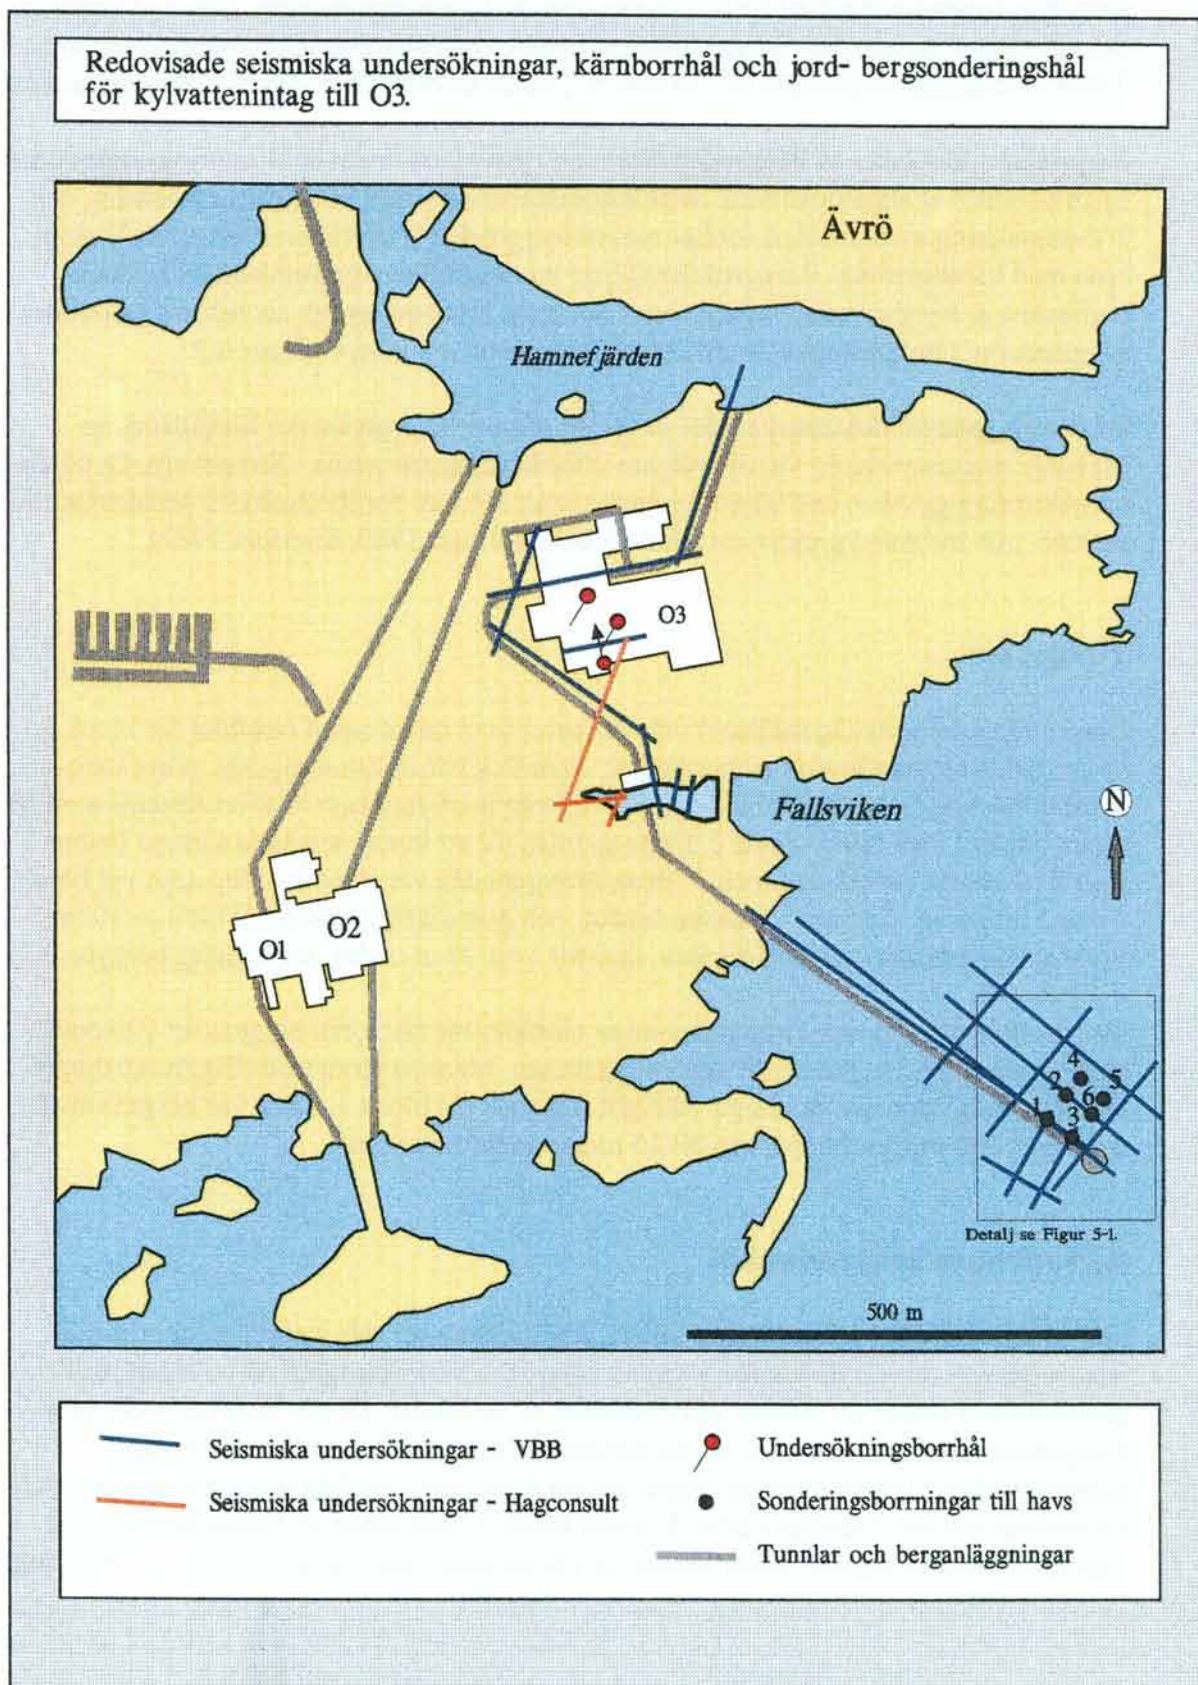 Redovisade seismiska undersökningar, kärnborrhål och jord- bergsonderingshål
för kylvattenintag till O3.
Ävrö
Hamnefjärden
O3
Fallsviken
N
O1
O2
4
2
5
1
6
3
Detalj se Figur 5-1.
500 m
Seismiska undersökningar - VBB
Undersökningsborrhål
Seismiska undersökningar - Hagconsult
Sonderingsborrningar till havs
Tunnlar och berganläggningar